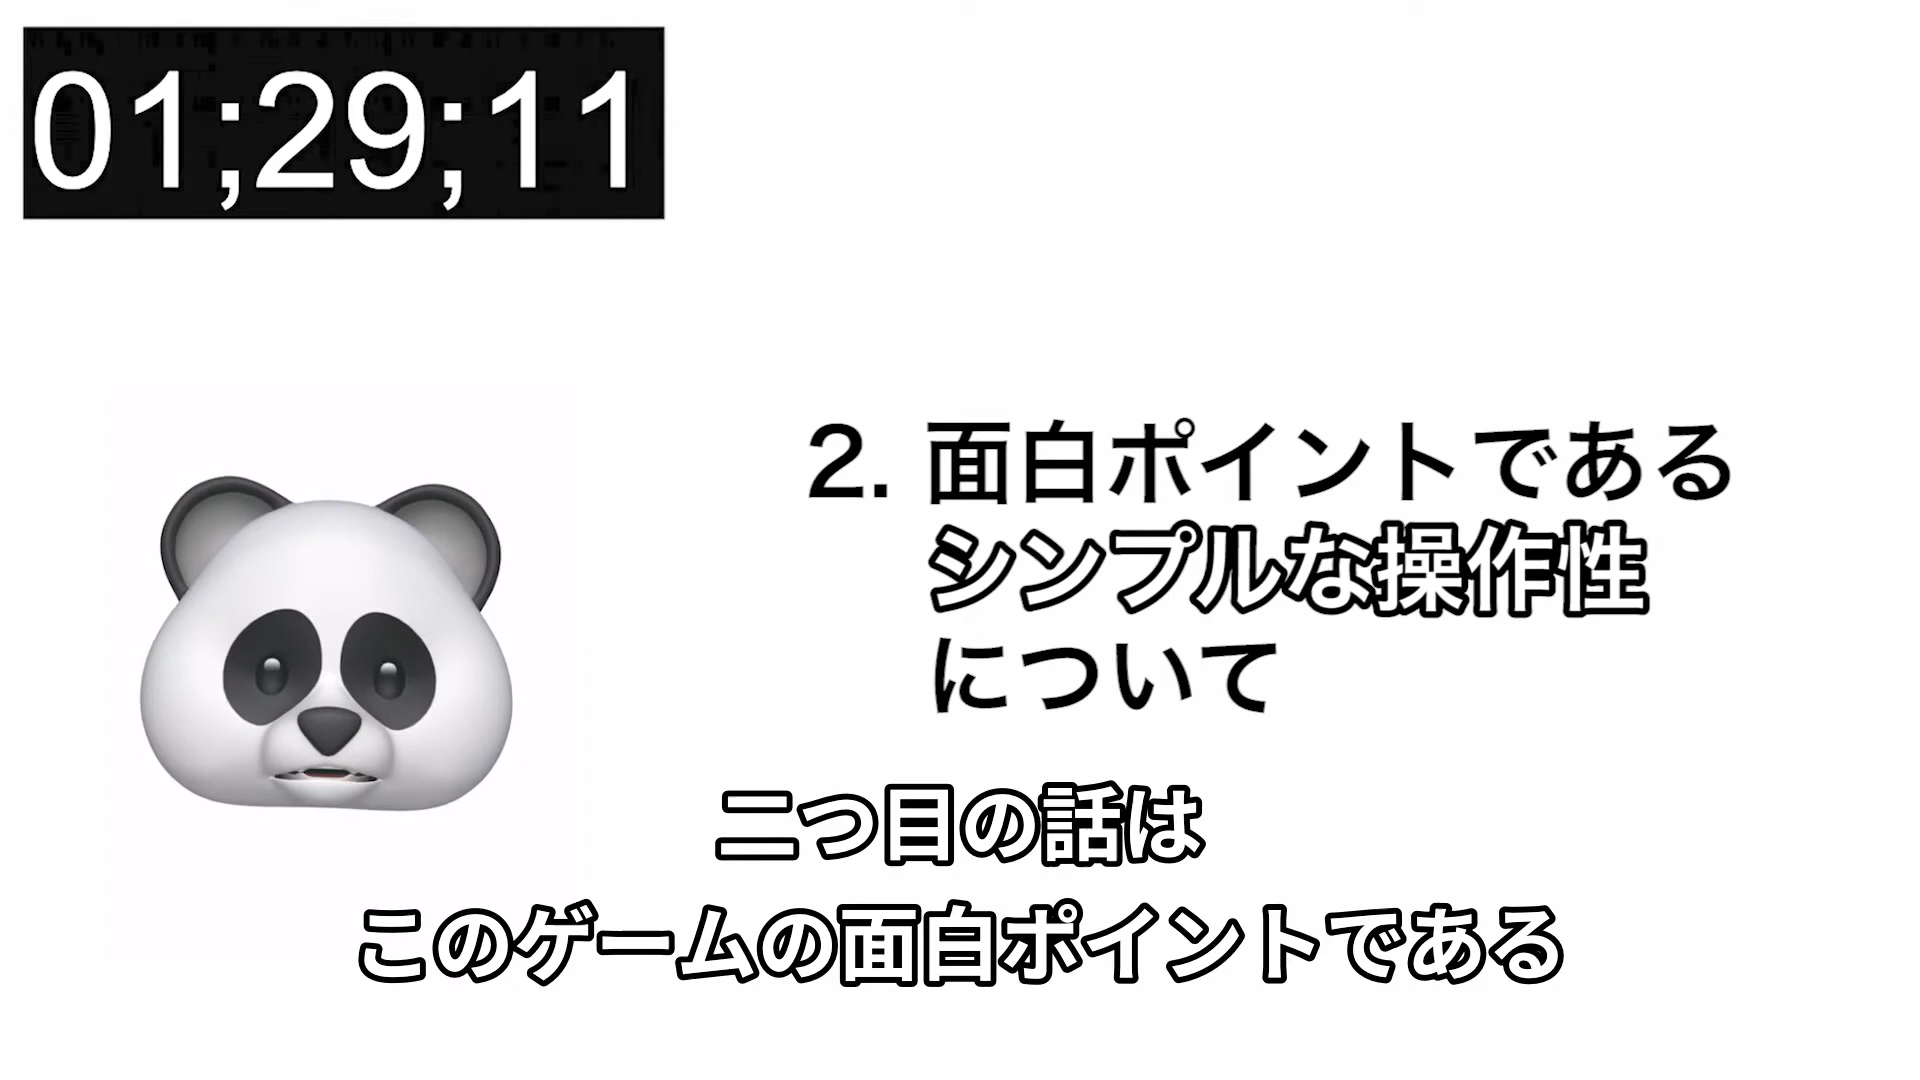 01;29;11
2. 面白ポイントである
シンプルな操作性
について
二つ目の話は
このゲームの面白ポイントである